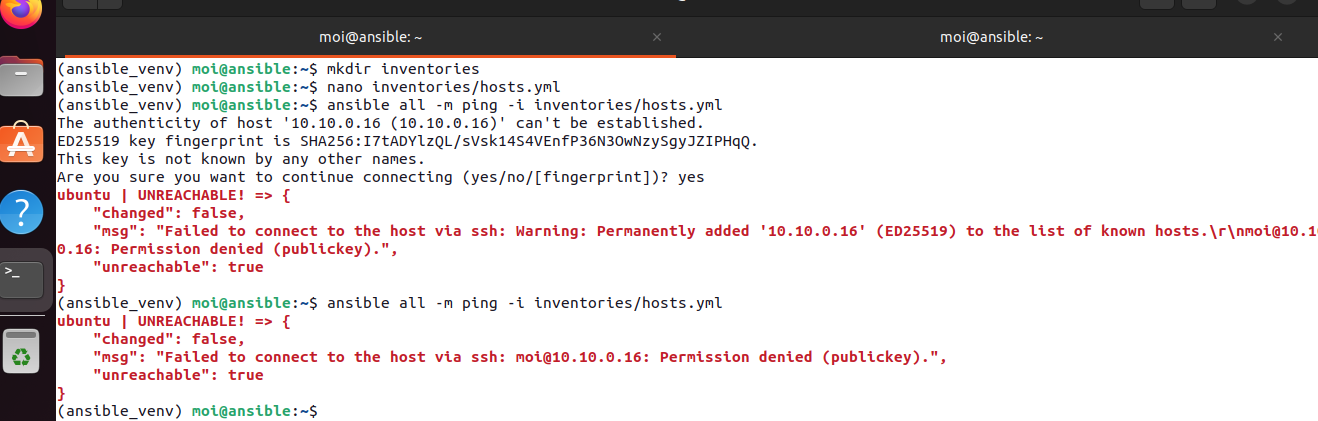 moi@ansible: ~
×
moi@ansible: ~
×
(ansible_venv) moi@ansible:~$ mkdir inventories
(ansible_venv) moi@ansible:~$ nano inventories/hosts.yml
(ansible_venv) moi@ansible:~$ ansible all -m ping -i inventories/hosts.yml
The authenticity of host '10.10.0.16 (10.10.0.16)' can't be established.
ED25519 key fingerprint is SHA256:I7tADYlzQL/sVsk14S4VEnfP36N3OwNzySgyJZIPHqQ.
This key is not known by any other names.
Are you sure you want to continue connecting (yes/no/[fingerprint])? yes
ubuntu | UNREACHABLE! => {
    "changed": false,
    "msg": "Failed to connect to the host via ssh: Warning: Permanently added '10.10.0.16' (ED25519) to the list of known hosts.\r\nmoi@10.1
0.16: Permission denied (publickey).",
    "unreachable": true
}
(ansible_venv) moi@ansible:~$ ansible all -m ping -i inventories/hosts.yml
ubuntu | UNREACHABLE! => {
    "changed": false,
    "msg": "Failed to connect to the host via ssh: moi@10.10.0.16: Permission denied (publickey).",
    "unreachable": true
}
(ansible_venv) moi@ansible:~$